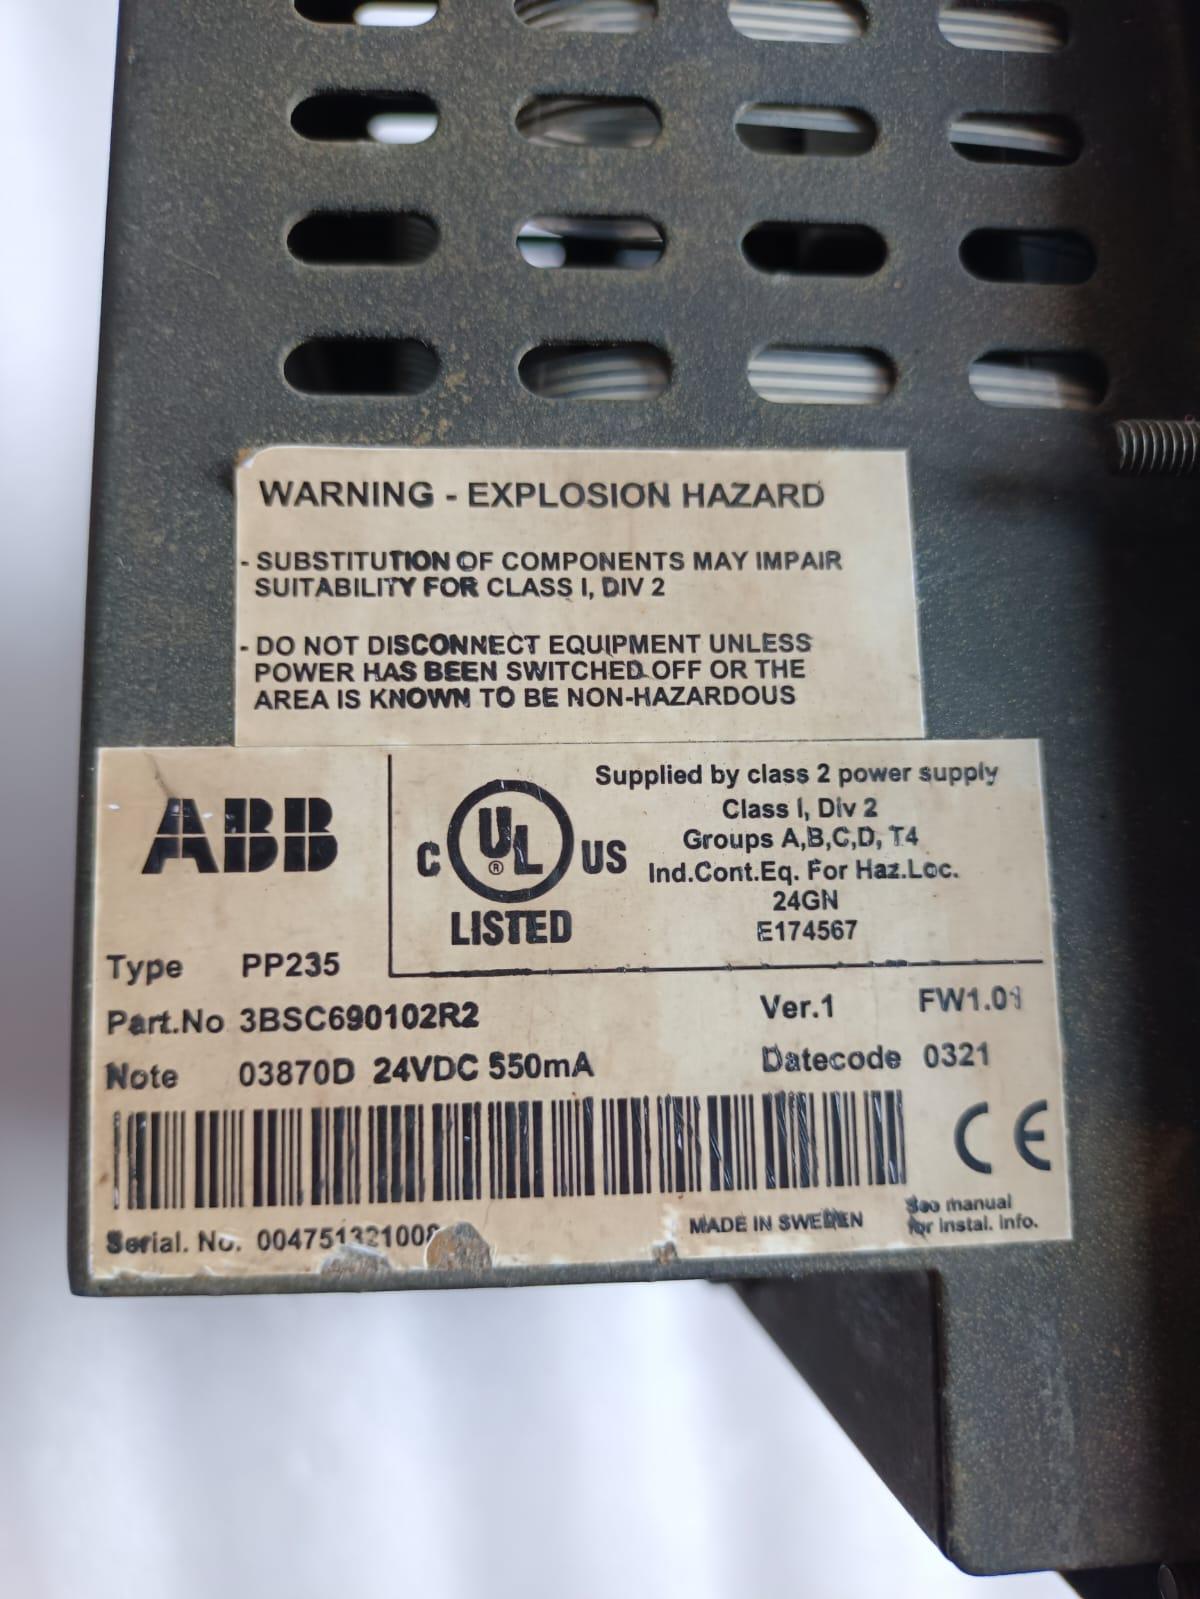 WARNING - EXPLOSION HAZARD
- SUBSTITUTION OF COMPONENTS MAY IMPAIR
SUITABILITY FOR CLASS I, DIV 2
- DO NOT DISCONNECT EQUIPMENT UNLESS
POWER HAS BEEN SWITCHED OFF OR THE
AREA IS KNOWN TO BE NON-HAZARDOUS
ABB
C UL ® US
LISTED
Supplied by class 2 power supply
Class I, Div 2
Groups A,B,C,D, T4
Ind.Cont.Eq. For Haz.Loc.
24GN
E174567
Type PP235
Part.No 3BSC690102R2 Ver.1 FW1.01
Note 03870D 24VDC 550mA Datecode 0321
CE
Serial. No.
MADE IN SWEDEN
See manual
for instal. info.